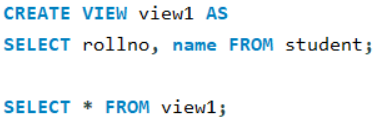 CREATE VIEW view1 AS
SELECT rollno, name FROM student;
SELECT * FROM view1;